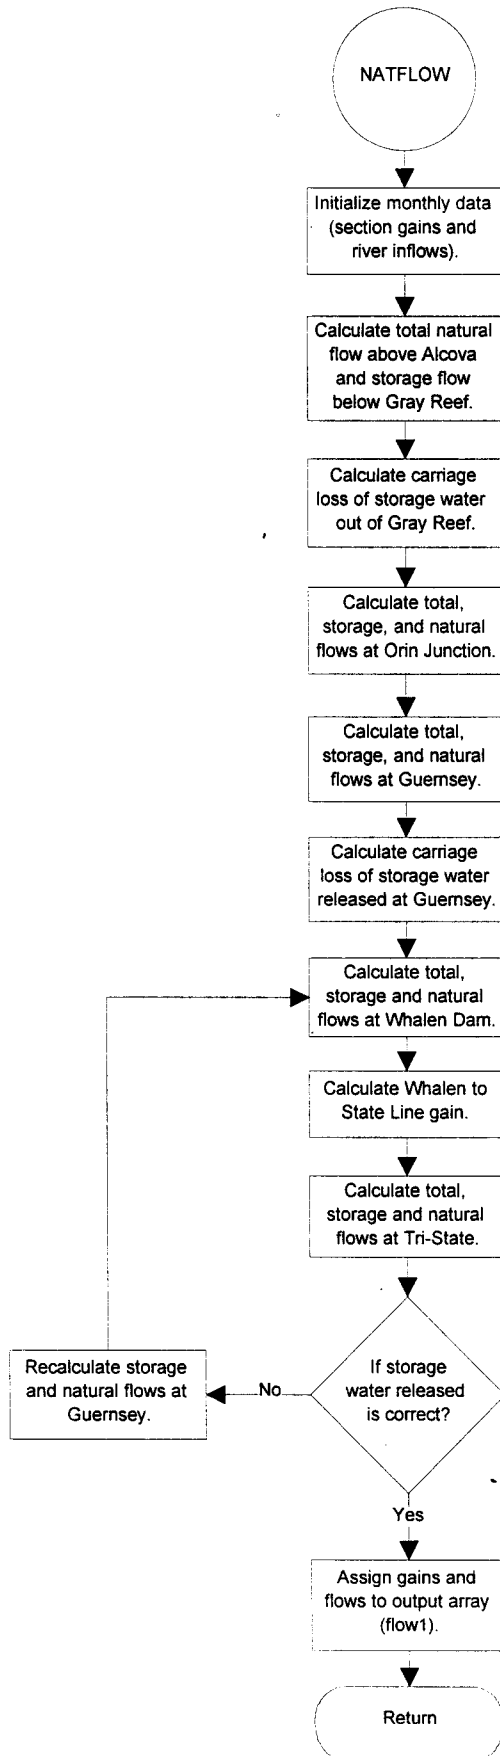 NATFLOW
Initialize monthly data
(section gains and
river inflows).
Calculate total natural
flow above Alcova
and storage flow
below Gray Reef.
Calculate carriage
loss of storage water
out of Gray Reef.
Calculate total,
storage, and natural
flows at Orin Junction.
Calculate total,
storage, and natural
flows at Guernsey.
Calculate carriage
loss of storage water
released at Guernsey.
Calculate total,
storage and natural
flows at Whalen Dam.
Calculate Whalen to
State Line gain.
Calculate total,
storage and natural
flows at Tri-State.
If storage
water released
is correct?
No
Recalculate storage
and natural flows at
Guernsey.
Yes
Assign gains and
flows to output array
(flow1).
Return